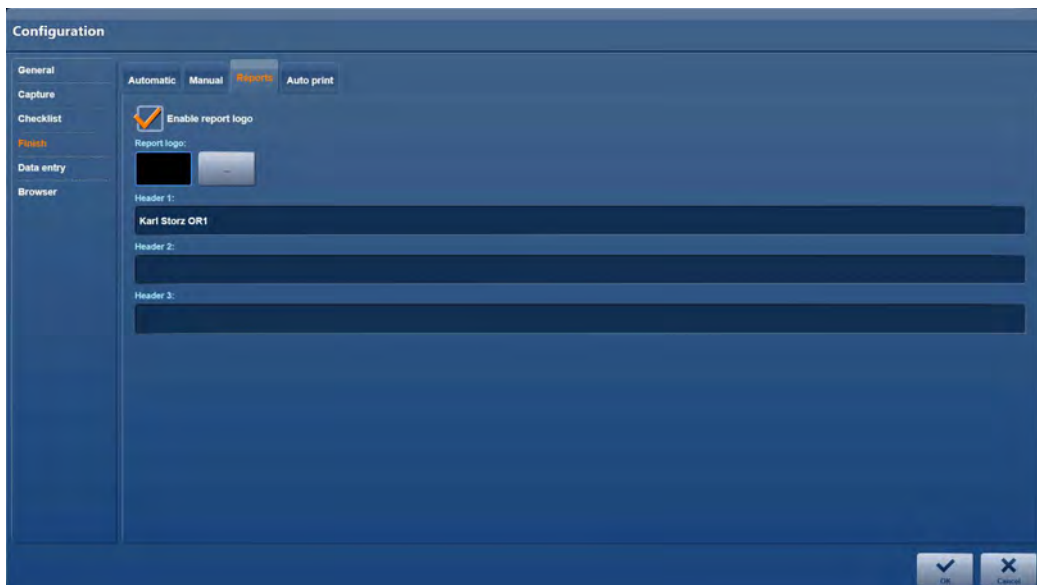 Configuration
General
Capture
Checklist
Finish
Data entry
Browser
Automatic Manual Reports Auto print
Enable report logo
Report logo:
...
Header 1:
Karl Storz OR1
Header 2:
Header 3:
OK Cancel